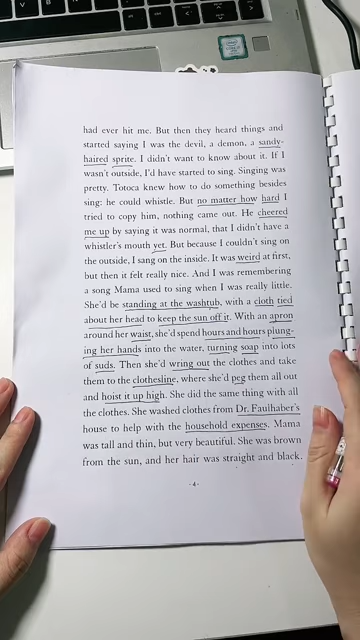 had ever hit me. But then they heard things and
started saying I was the devil, a demon, a sandy-
haired sprite. I didn't want to know about it. If I
wasn't outside, I'd have started to sing. Singing was
pretty. Totoca knew how to do something besides
sing: he could whistle. But no matter how hard I
tried to copy him, nothing came out. He cheered
me up by saying it was normal, that I didn't have a
whistler's mouth yet. But because I couldn't sing on
the outside, I sang on the inside. It was weird at first,
but then it felt really nice. And I was remembering
a song Mama used to sing when I was really little.
She'd be standing at the washtub, with a cloth tied
about her head to keep the sun off it. With an apron
around her waist, she'd spend hours and hours plung-
ing her hands into the water, turning soap into lots
of suds. Then she'd wring out the clothes and take
them to the clothesline, where she'd peg them all out
and hoist it up high. She did the same thing with all
the clothes. She washed clothes from Dr. Faulhaber's
house to help with the household expenses. Mama
was tall and thin, but very beautiful. She was brown
from the sun, and her hair was straight and black.
-4-